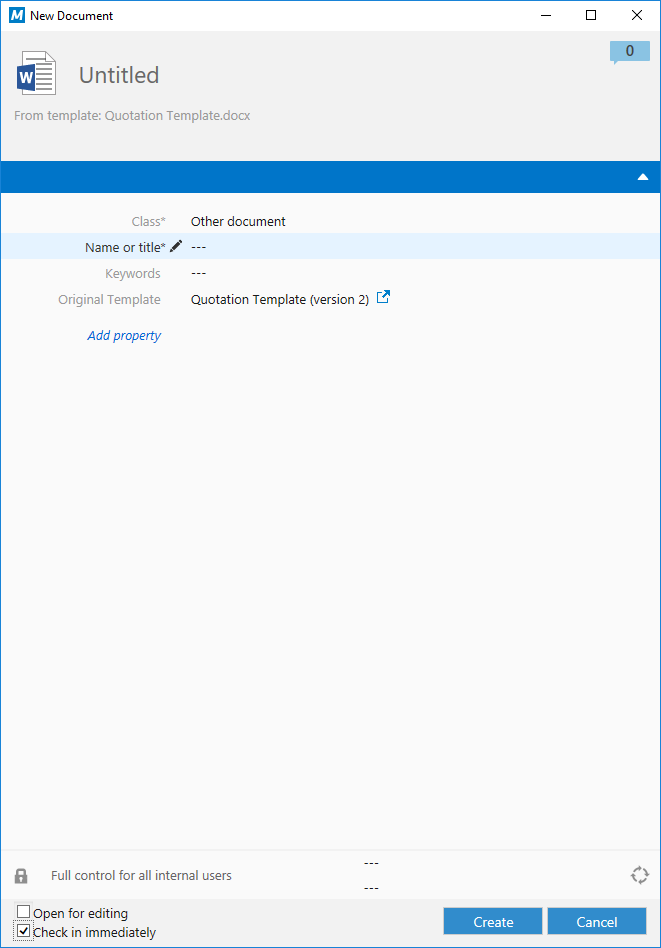 M New Document
0
W Untitled
From template: Quotation Template.docx
Class* Other document
Name or title* ---
Keywords ---
Original Template Quotation Template (version 2)
Add property
---
Full control for all internal users
---
Open for editing
Check in immediately
Create Cancel